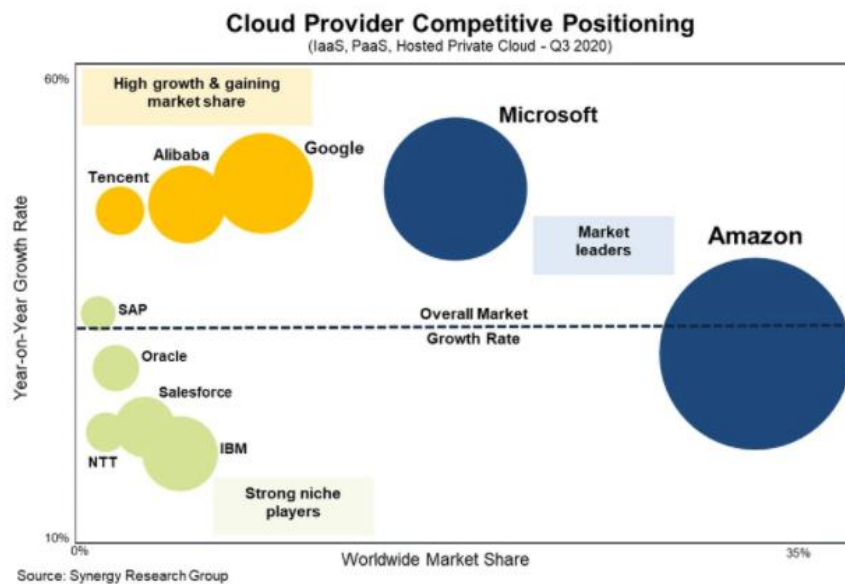 Cloud Provider Competitive Positioning
(IaaS, PaaS, Hosted Private Cloud - Q3 2020)
60%
High growth & gaining
market share
Microsoft
Google
Alibaba
Tencent
Market
leaders
Amazon
Year-on-Year Growth Rate
SAP
Overall Market
Growth Rate
Oracle
Salesforce
NTT
IBM
Strong niche
players
10%
0%
Worldwide Market Share
35%
Source: Synergy Research Group